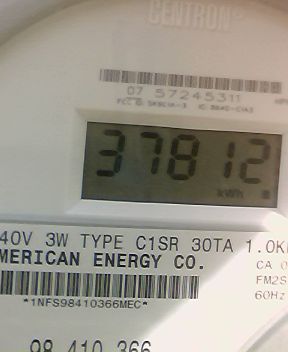 CENTRON®
07 57245311
37812
kWh
40V 3W TYPE C1SR 30TA 1.0K
MERICAN ENERGY CO.
CA 0
FM2S
60Hz
*1NFS98410366MEC*
98 410 366